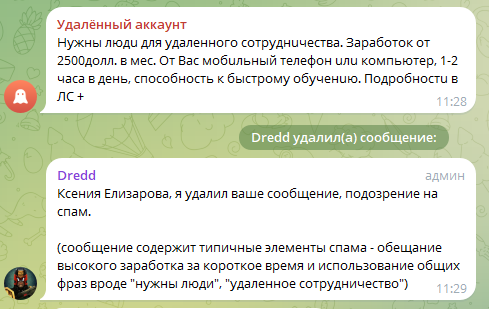 Удалённый аккаунт
Нужны люди для удаленного сотрудничества. Заработок от
2500долл. в мес. От Вас мобuльный телефон uлu компьютер, 1-2
часа в день, способность к быстрому обученuю. Подробностu в
ЛС +
11:28
Dredd удалил(а) сообщение:
Dredd
админ
Ксения Елизарова, я удалил ваше сообщение, подозрение на
спам.
(сообщение содержит типичные элементы спама - обещание
высокого заработка за короткое время и использование общих
фраз вроде "нужны люди", "удаленное сотрудничество")
11:29